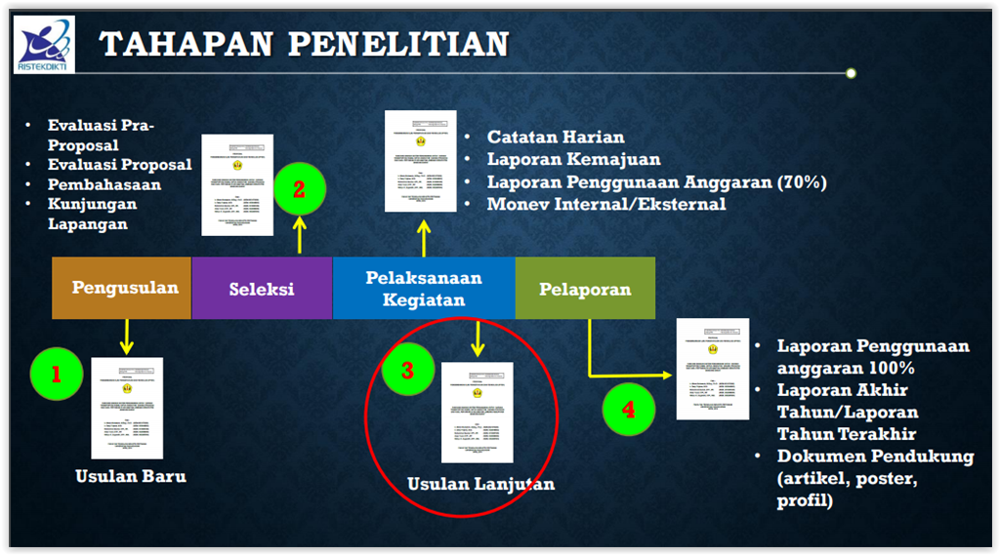 RISTEKDIKTI
TAHAPAN PENELITIAN
• Evaluasi Pra-
Proposal
• Evaluasi Proposal
• Pembahasaan
• Kunjungan
Lapangan
2
• Catatan Harian
• Laporan Kemajuan
• Laporan Penggunaan Anggaran (70%)
• Monev Internal/Eksternal
Pengusulan
Seleksi
Pelaksanaan
Kegiatan
Pelaporan
1
Usulan Baru
3
Usulan Lanjutan
4
• Laporan Penggunaan
anggaran 100%
• Laporan Akhir
Tahun/Laporan
Tahun Terakhir
• Dokumen Pendukung
(artikel, poster,
profil)